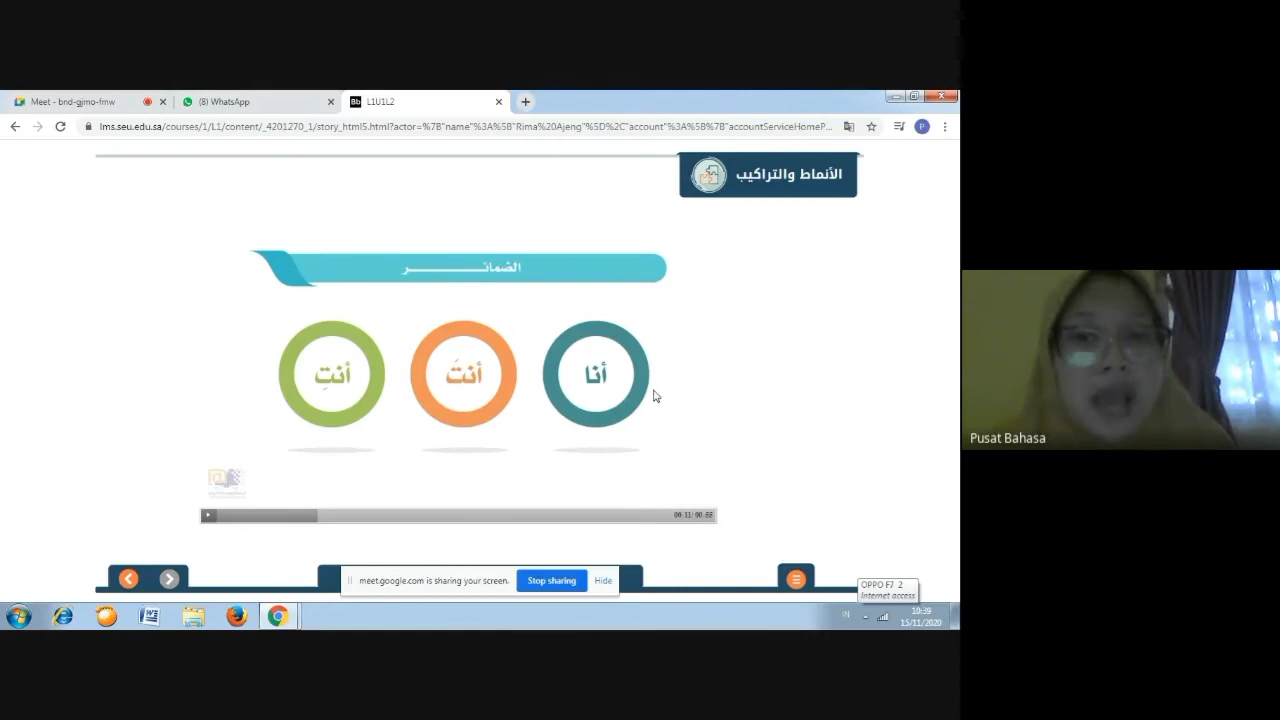 Meet - bnd-gjmo-fmw
(8) WhatsApp
Bb L1U1L2
lms.seu.edu.sa/courses/1/L1/content/_4201270_1/story_html5.html?actor=%7B"name"%3A%5B"Rima%20Ajeng"%5D%2C"account"%3A%5B%7B"accountServiceHomeP...
P
الأنماط والتراكيب
الضمائـــــــــــــــــر
أنا
أنتَ
أنتِ
00:11/ 00:55
Pusat Bahasa
meet.google.com is sharing your screen.
Stop sharing
Hide
OPPO F7 2
Internet access
IN
10:39
15/11/2020